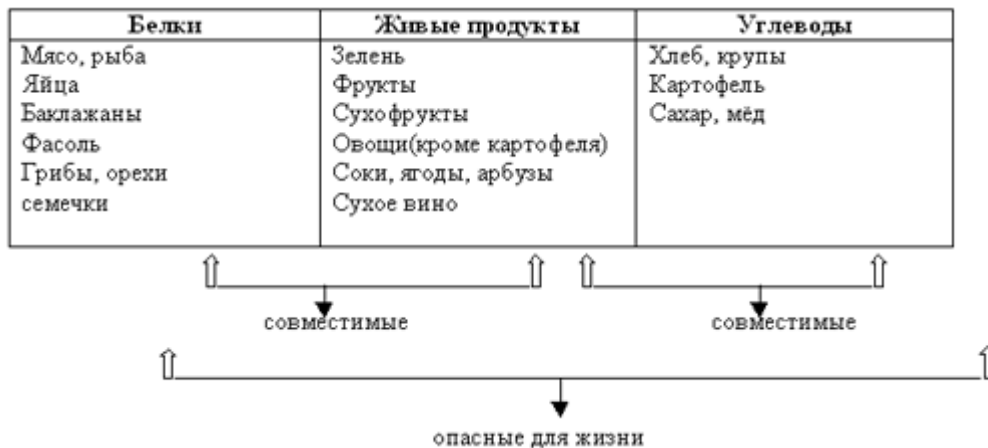 Белки Живые продукты Углеводы
Мясо, рыба Зелень Хлеб, крупы
Яйца Фрукты Картофель
Баклажаны Сухофрукты Сахар, мёд
Фасоль Овощи(кроме картофеля)
Грибы, орехи Соки, ягоды, арбузы
семечки Сухое вино
совместимые совместимые
опасные для жизни